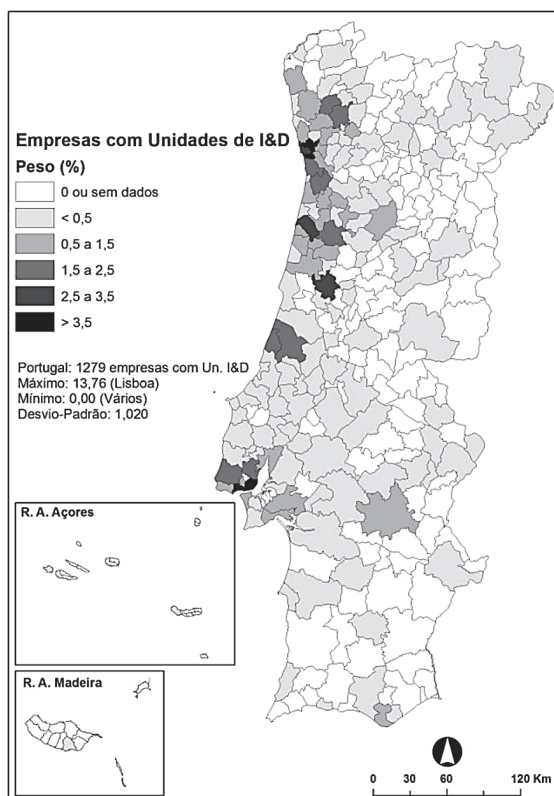 Empresas com Unidades de I&D
Peso (%)
0 ou sem dados
< 0,5
0,5 a 1,5
1,5 a 2,5
2,5 a 3,5
> 3,5
Portugal: 1279 empresas com Un. I&D
Máximo: 13,76 (Lisboa)
Mínimo: 0,00 (Vários)
Desvio-Padrão: 1,020
R. A. Açores
R. A. Madeira
0 30 60 120 Km